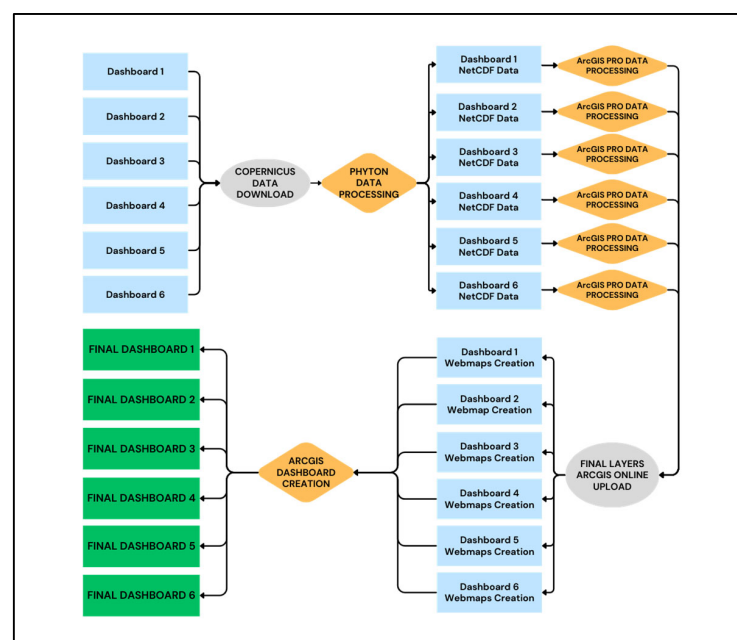 Dashboard 1
Dashboard 2
Dashboard 3
Dashboard 4
Dashboard 5
Dashboard 6
COPERNICUS
DATA
DOWNLOAD
PHYTON
DATA
PROCESSING
Dashboard 1
NetCDF Data
Dashboard 2
NetCDF Data
Dashboard 3
NetCDF Data
Dashboard 4
NetCDF Data
Dashboard 5
NetCDF Data
Dashboard 6
NetCDF Data
ArcGIS PRO DATA
PROCESSING
ArcGIS PRO DATA
PROCESSING
ArcGIS PRO DATA
PROCESSING
ArcGIS PRO DATA
PROCESSING
ArcGIS PRO DATA
PROCESSING
ArcGIS PRO DATA
PROCESSING
FINAL LAYERS
ARCGIS ONLINE
UPLOAD
Dashboard 1
Webmaps Creation
Dashboard 2
Webmap Creation
Dashboard 3
Webmaps Creation
Dashboard 4
Webmaps Creation
Dashboard 5
Webmaps Creation
Dashboard 6
Webmaps Creation
ARCGIS
DASHBOARD
CREATION
FINAL DASHBOARD 1
FINAL DASHBOARD 2
FINAL DASHBOARD 3
FINAL DASHBOARD 4
FINAL DASHBOARD 5
FINAL DASHBOARD 6